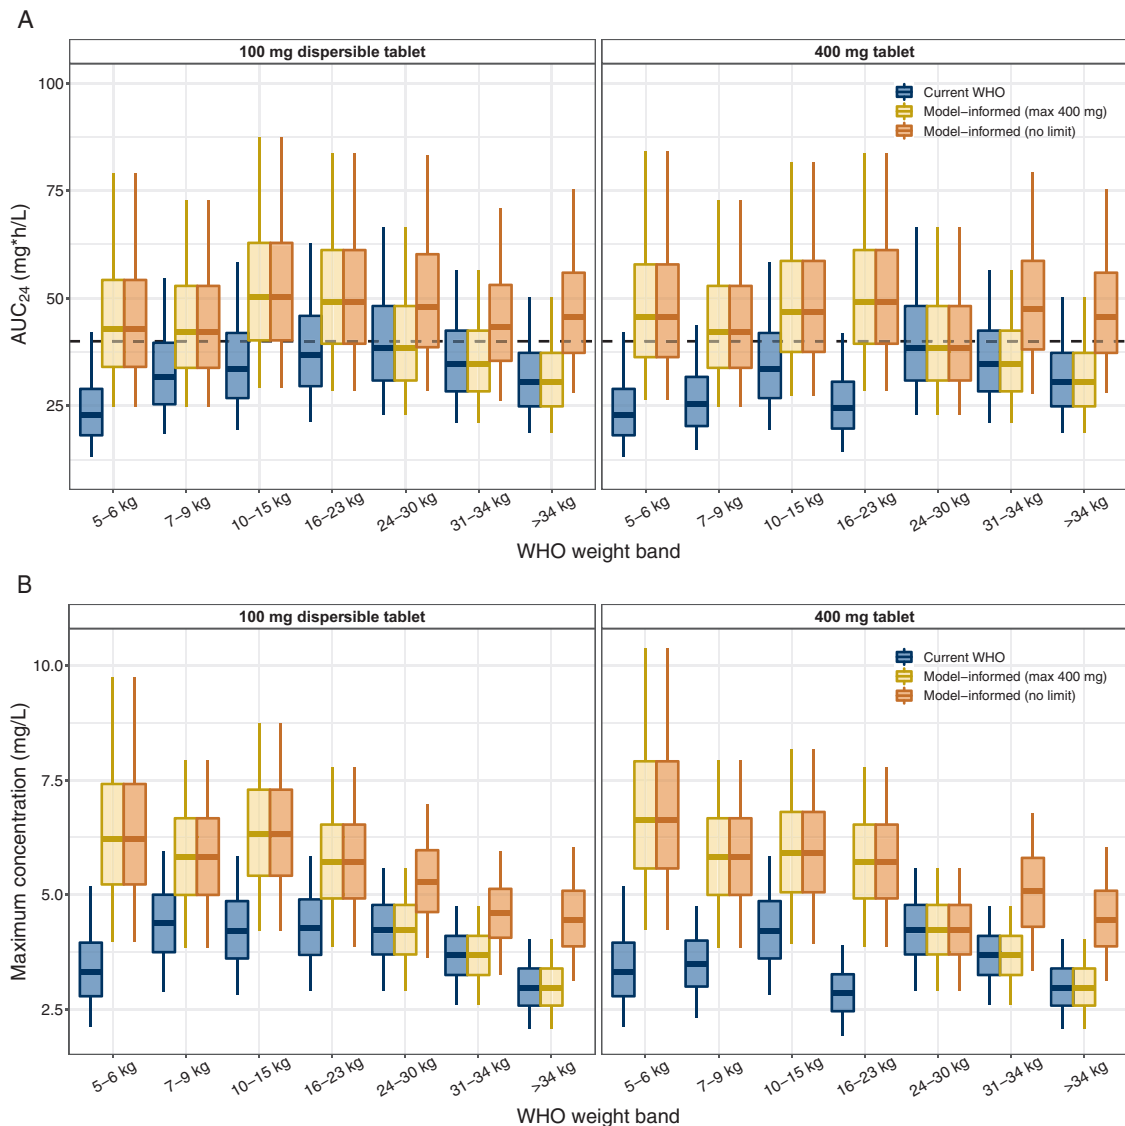 A
100 mg dispersible tablet
400 mg tablet
Current WHO
Model−informed (max 400 mg)
Model−informed (no limit)
100
75
50
25
AUC24 (mg*h/L)
5−6 kg
7−9 kg
10−15 kg
16−23 kg
24−30 kg
31−34 kg
>34 kg
5−6 kg
7−9 kg
10−15 kg
16−23 kg
24−30 kg
31−34 kg
>34 kg
WHO weight band
B
100 mg dispersible tablet
400 mg tablet
Current WHO
Model−informed (max 400 mg)
Model−informed (no limit)
10.0
7.5
5.0
2.5
Maximum concentration (mg/L)
5−6 kg
7−9 kg
10−15 kg
16−23 kg
24−30 kg
31−34 kg
>34 kg
5−6 kg
7−9 kg
10−15 kg
16−23 kg
24−30 kg
31−34 kg
>34 kg
WHO weight band